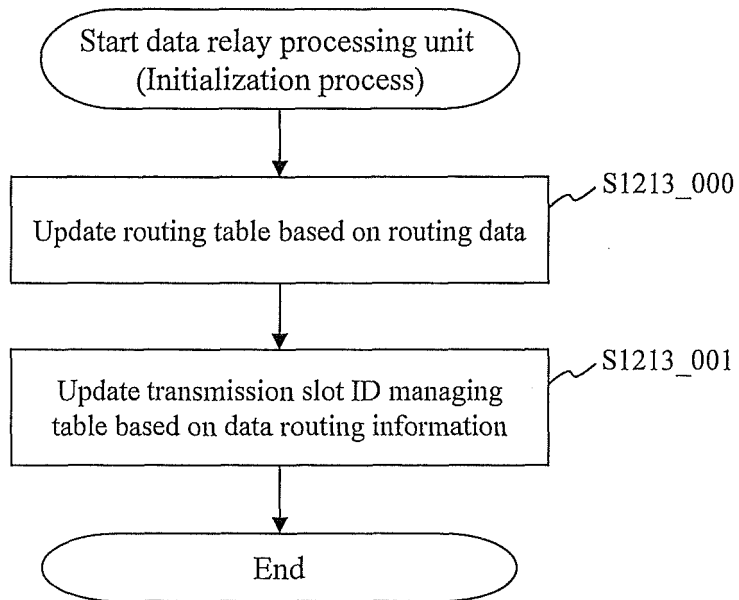 Start data relay processing unit
(Initialization process)
S1213_000
Update routing table based on routing data
S1213_001
Update transmission slot ID managing
table based on data routing information
End